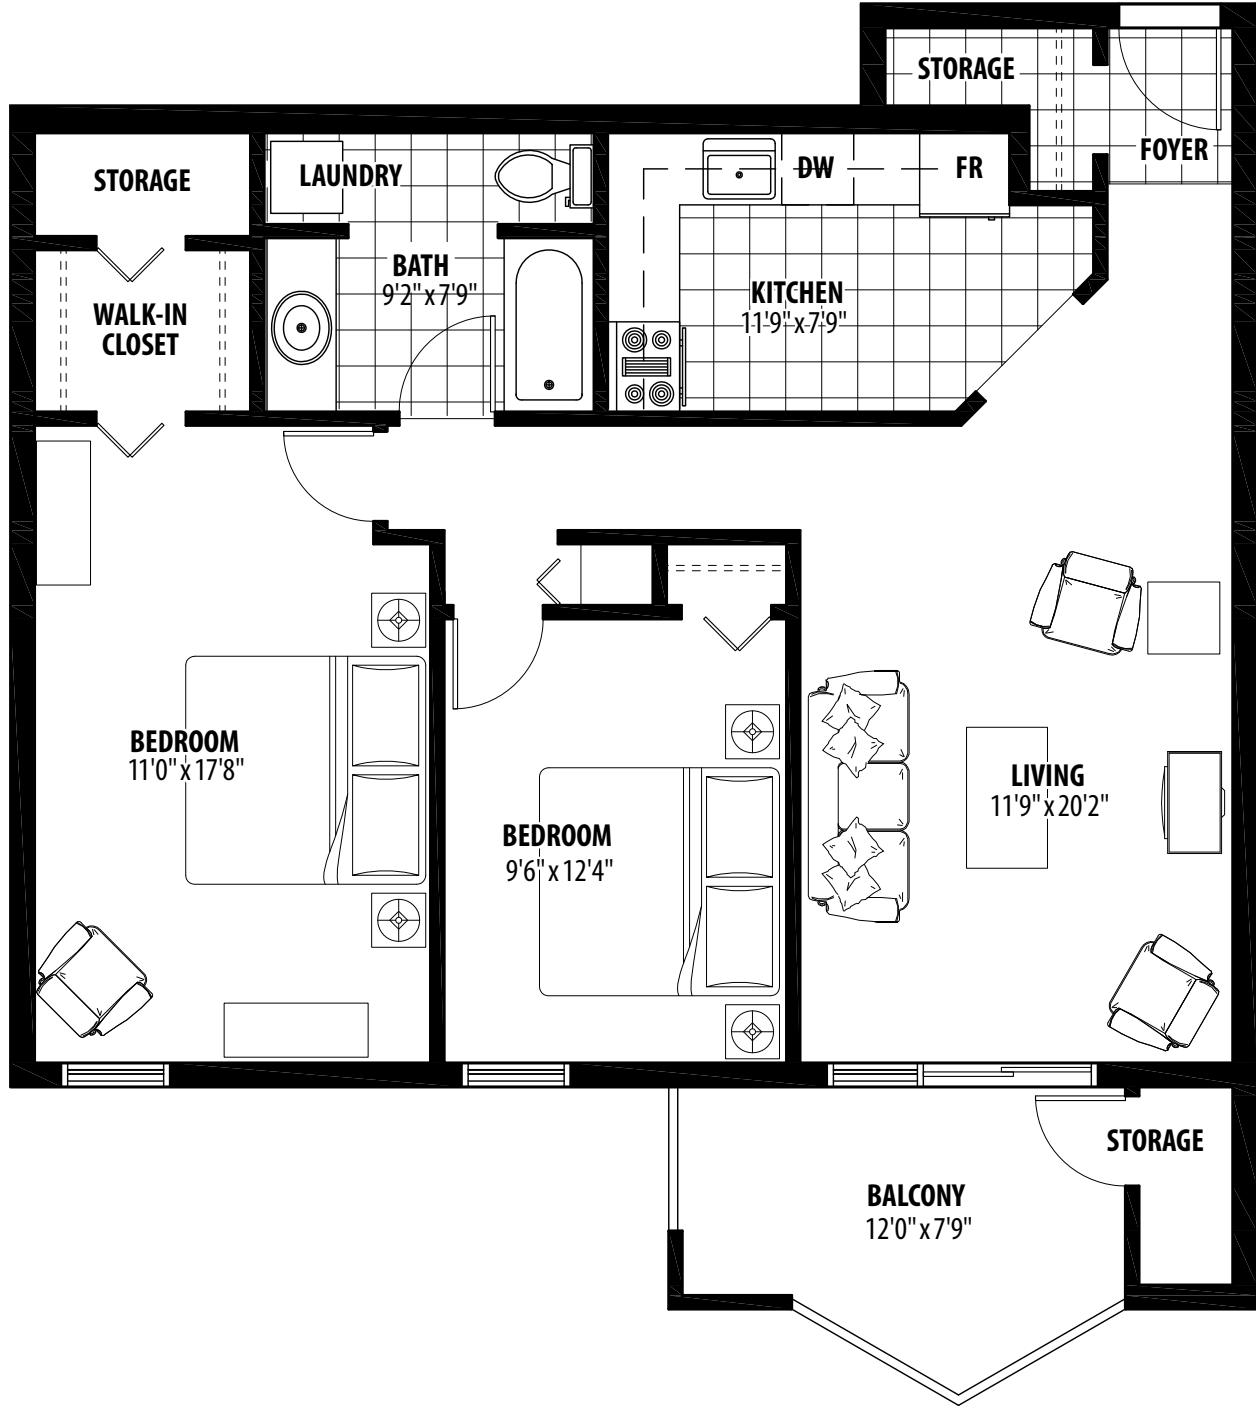 STORAGE
FOYER
STORAGE
LAUNDRY
DW
FR
BATH
9'2" x 7'9"
KITCHEN
11'9" x 7'9"
WALK-IN
CLOSET
BEDROOM
11'0" x 17'8"
BEDROOM
9'6" x 12'4"
LIVING
11'9" x 20'2"
STORAGE
BALCONY
12'0" x 7'9"